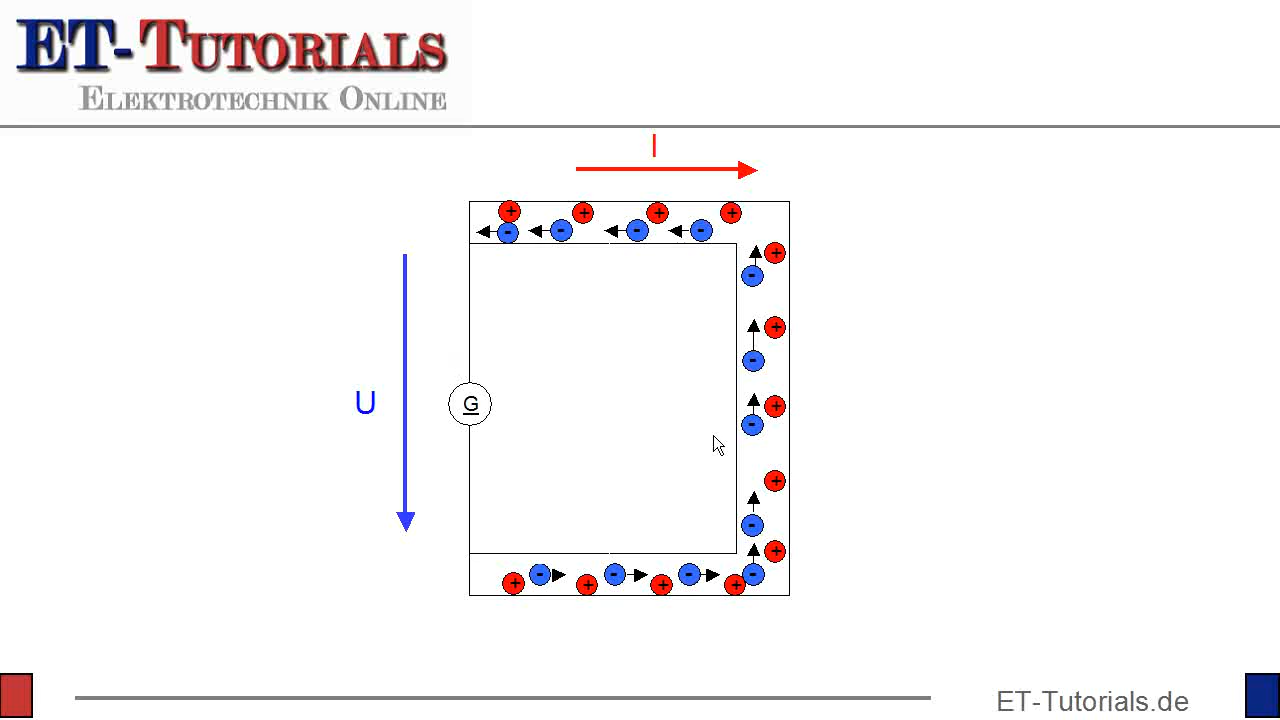 ET-TUTORIALS
ELEKTROTECHNIK ONLINE
I
+ + + +
- - - -
+
-
+
-
U
G
+
-
+
-
+
- - - -
+ + + +
ET-Tutorials.de